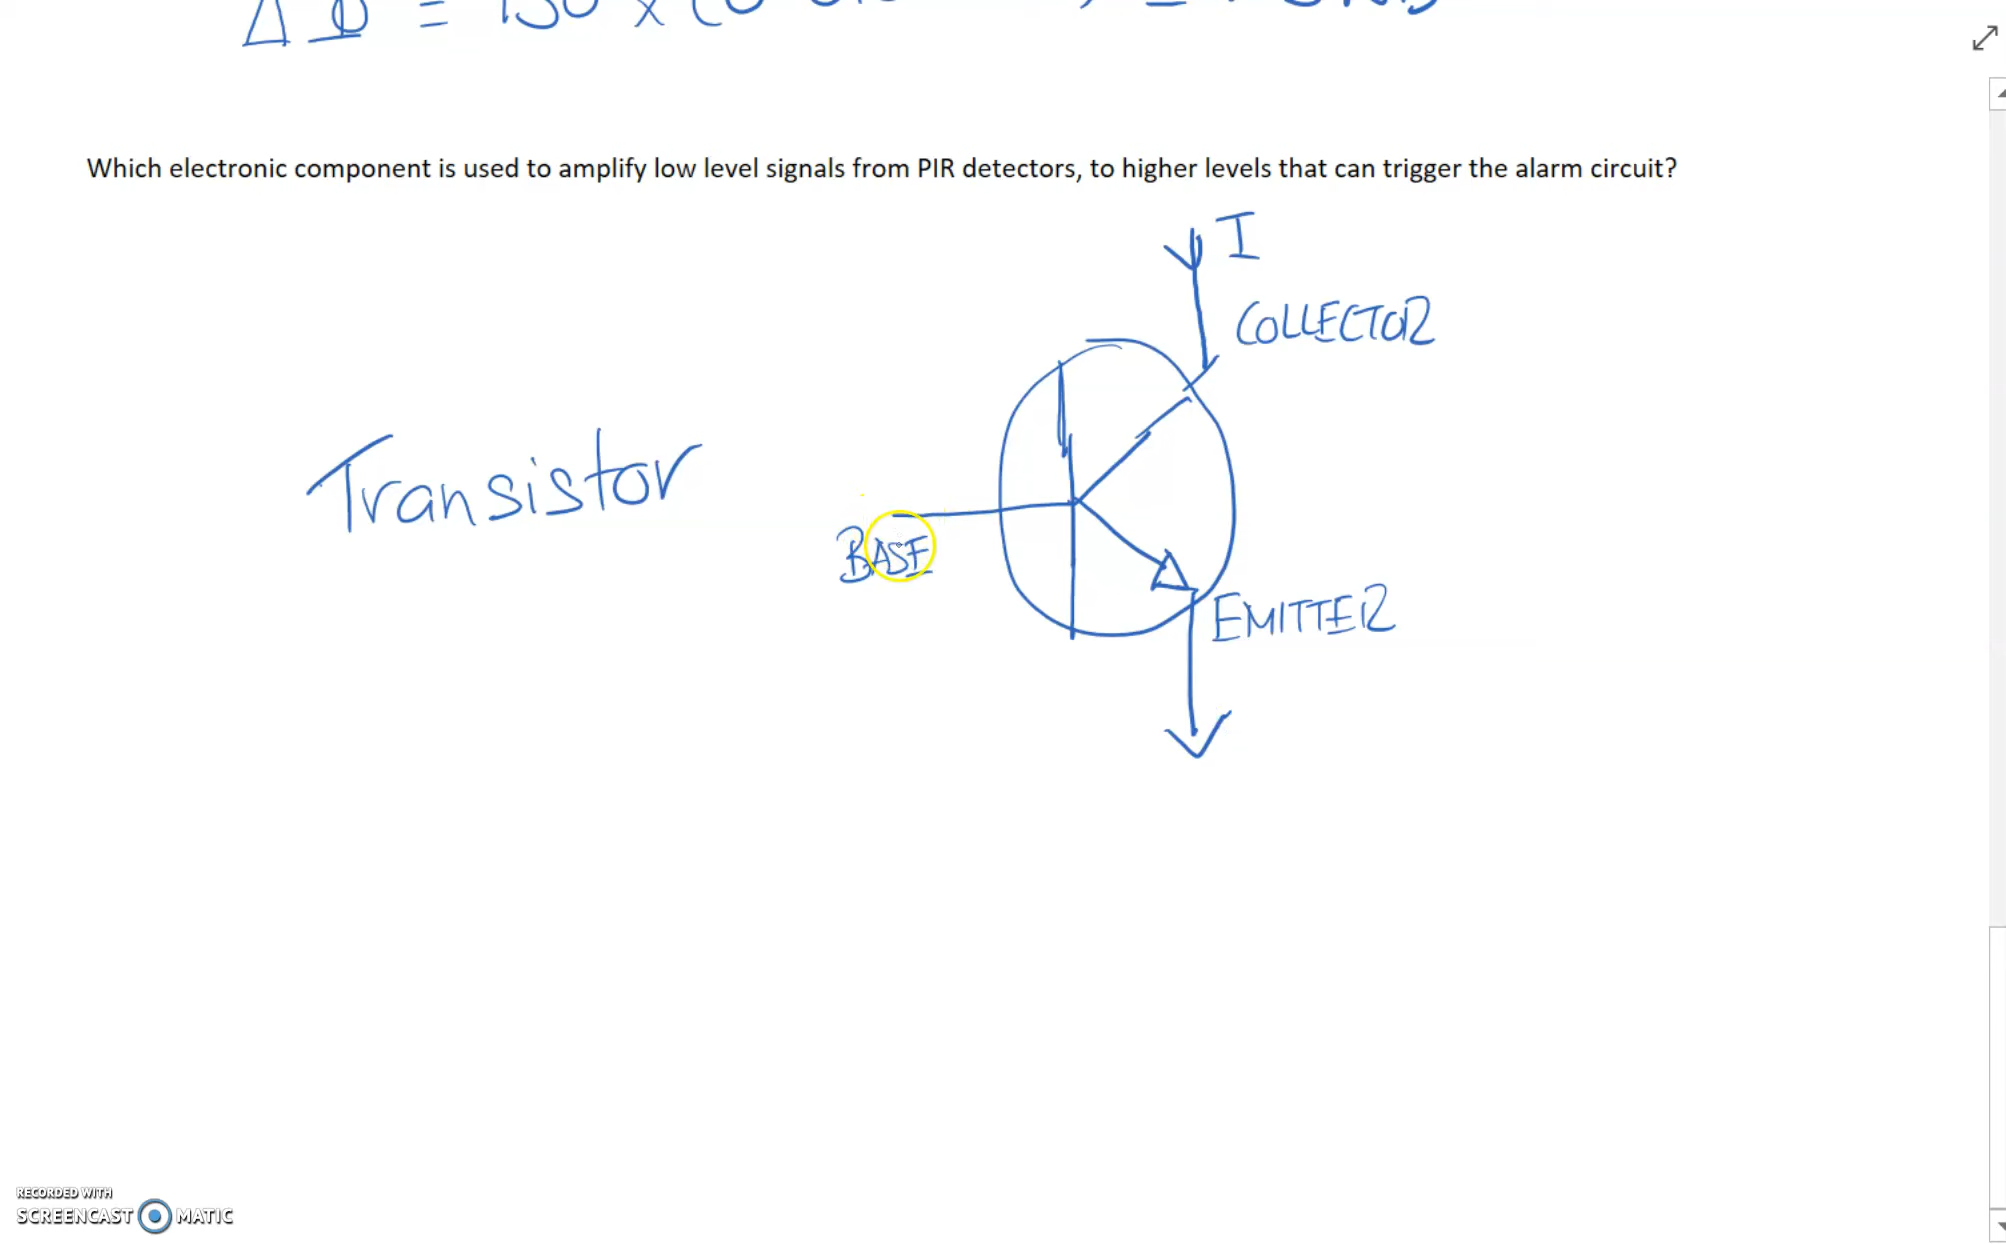 Which electronic component is used to amplify low level signals from PIR detectors, to higher levels that can trigger the alarm circuit?
I
COLLECTOR
Transistor
BASE
EMITTER
RECORDED WITH
SCREENCAST MATIC